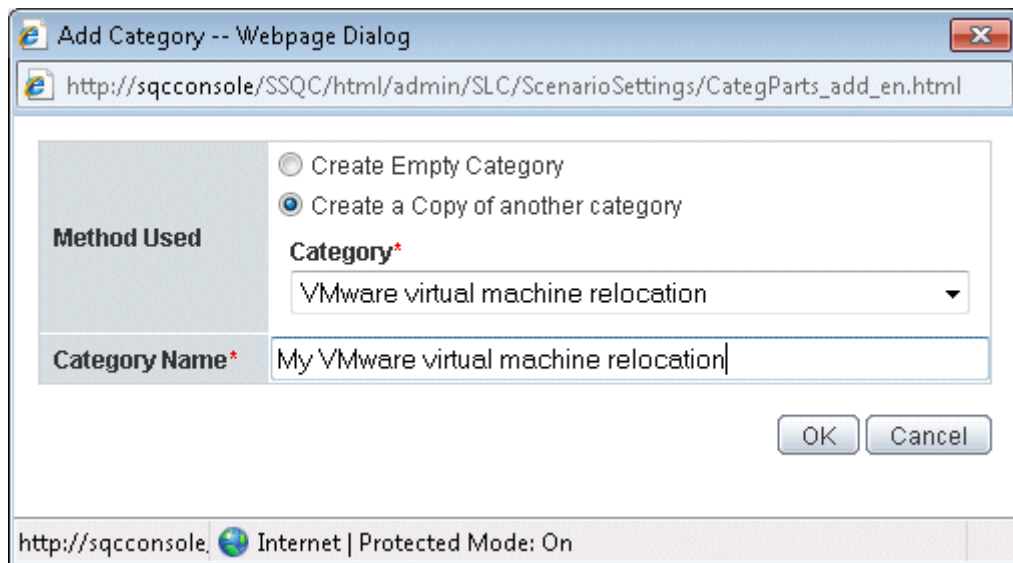 Add Category -- Webpage Dialog
http://sqcconsole/SSQC/html/admin/SLC/ScenarioSettings/CategParts_add_en.html
Method Used
Create Empty Category
Create a Copy of another category
Category*
VMware virtual machine relocation
Category Name*
My VMware virtual machine relocation
OK Cancel
http://sqcconsole, Internet | Protected Mode: On